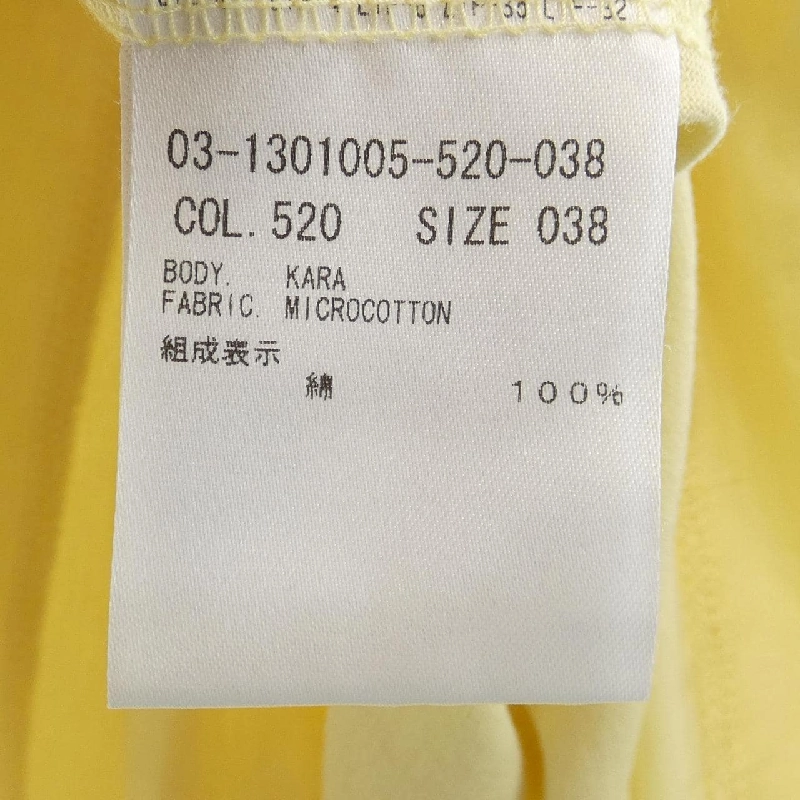 03-1301005-520-038
COL. 520 SIZE 038
BODY. KARA
FABRIC. MICROCOTTON
組成表示
綿 100%